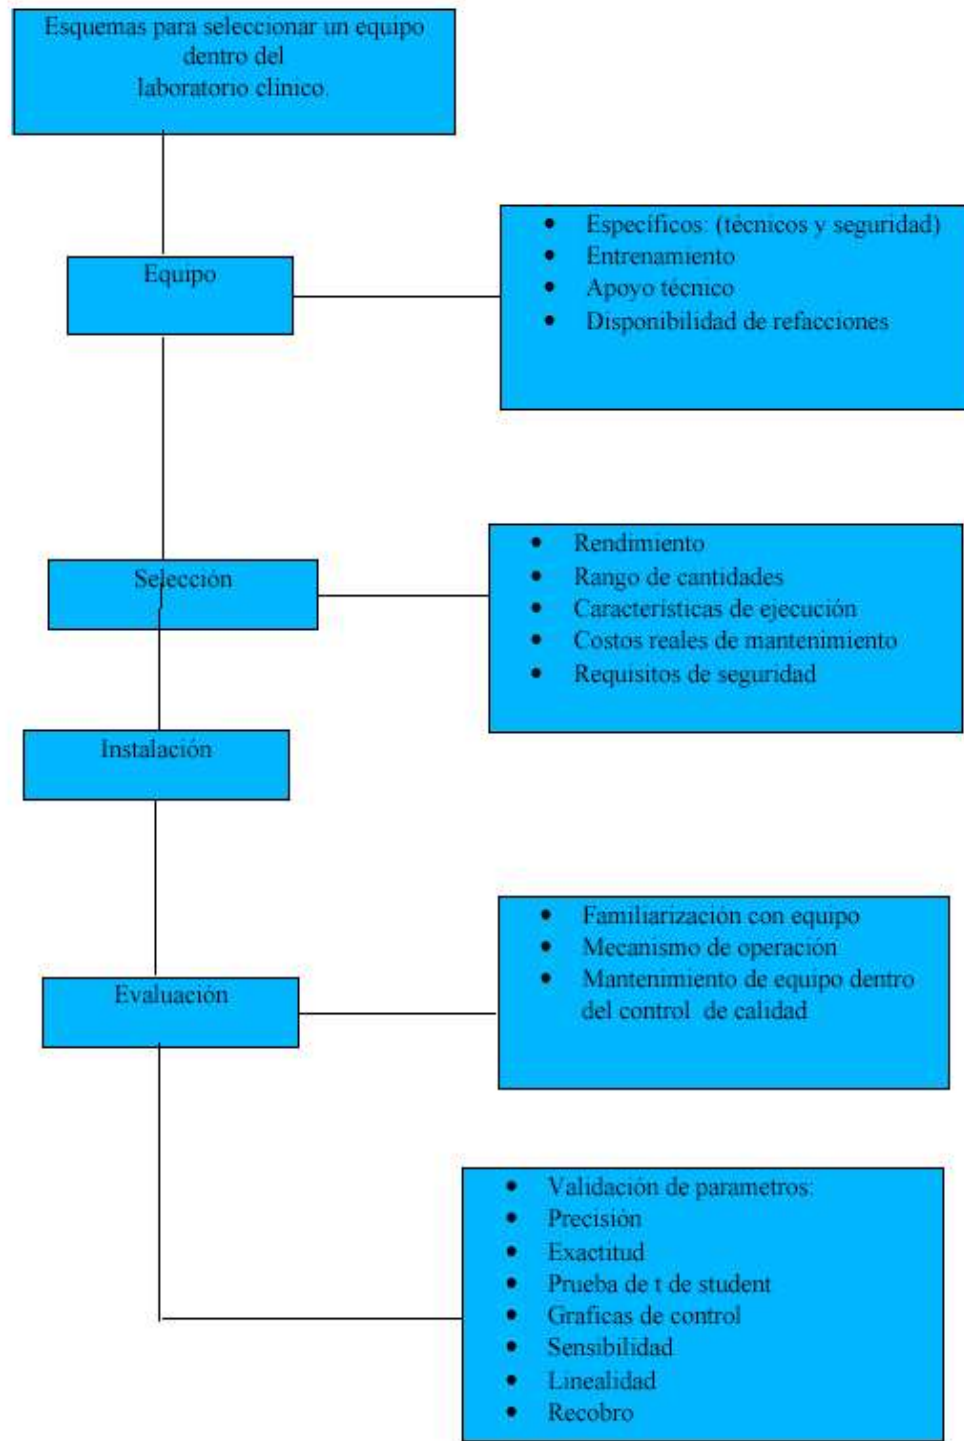 Esquemas para seleccionar un equipo
dentro del
laboratorio clínico.
• Específicos: (técnicos y seguridad)
• Entrenamiento
• Apoyo técnico
• Disponibilidad de refacciones
Equipo
• Rendimiento
• Rango de cantidades
• Características de ejecución
• Costos reales de mantenimiento
• Requisitos de seguridad
Selección
Instalación
• Familiarización con equipo
• Mecanismo de operación
• Mantenimiento de equipo dentro
del control de calidad
Evaluación
• Validación de parametros:
• Precisión
• Exactitud
• Prueba de t de student
• Graficas de control
• Sensibilidad
• Linealidad
• Recobro